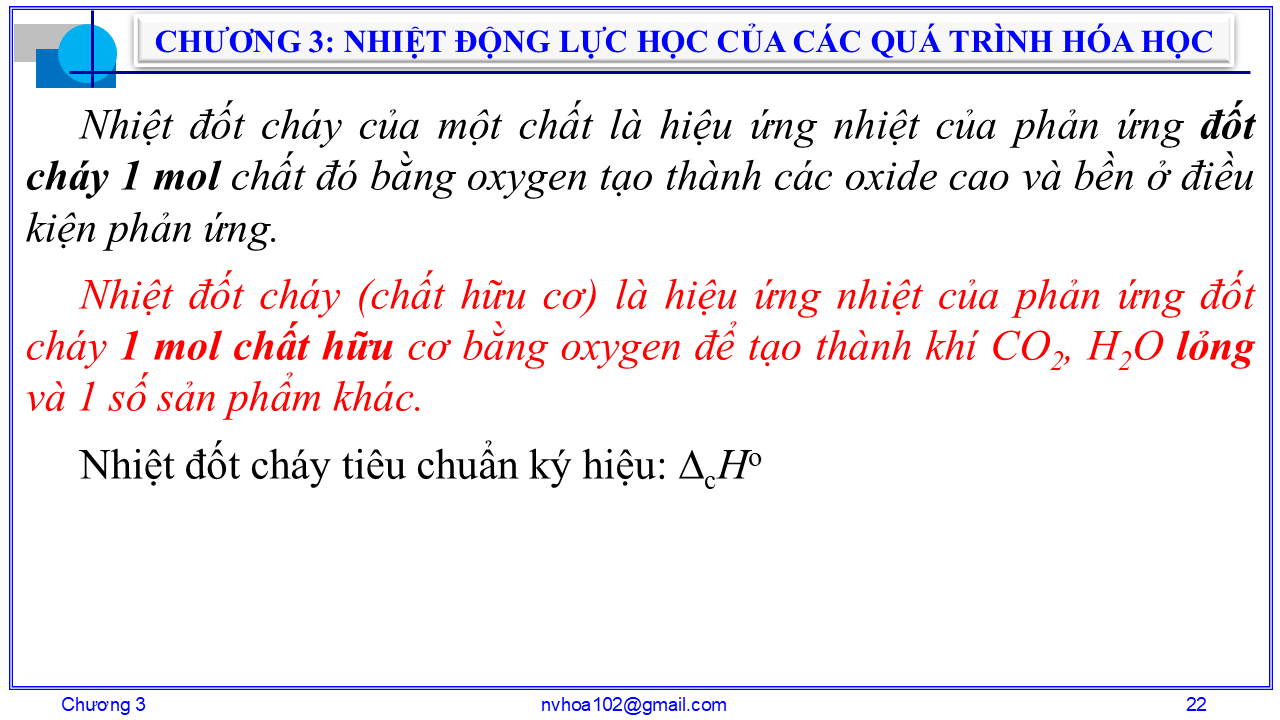 CHƯƠNG 3: NHIỆT ĐỘNG LỰC HỌC CỦA CÁC QUÁ TRÌNH HÓA HỌC
Nhiệt đốt cháy của một chất là hiệu ứng nhiệt của phản ứng đốt
cháy 1 mol chất đó bằng oxygen tạo thành các oxide cao và bền ở điều
kiện phản ứng.
Nhiệt đốt cháy (chất hữu cơ) là hiệu ứng nhiệt của phản ứng đốt
cháy 1 mol chất hữu cơ bằng oxygen để tạo thành khí CO₂, H₂O lỏng
và 1 số sản phẩm khác.
Nhiệt đốt cháy tiêu chuẩn ký hiệu: ΔcHᵒ
Chương 3
nvhoa102@gmail.com
22